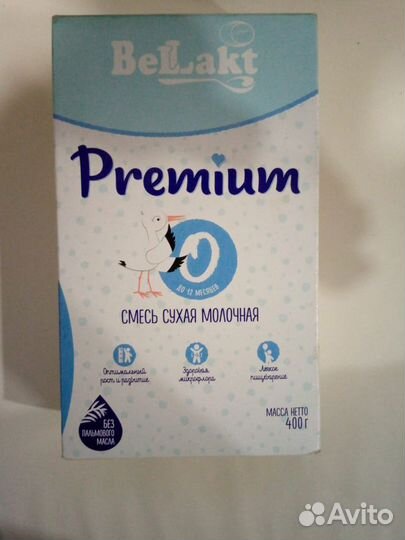 BeLLakt
Premium
0
ДО 12 МЕСЯЦЕВ
СМЕСЬ СУХАЯ МОЛОЧНАЯ
Оптимальный
рост и развитие
Здоровая
микрофлора
Легкое
пищеварение
БЕЗ
ПАЛЬМОВОГО
МАСЛА
МАССА НЕТТО
400 г
Avito